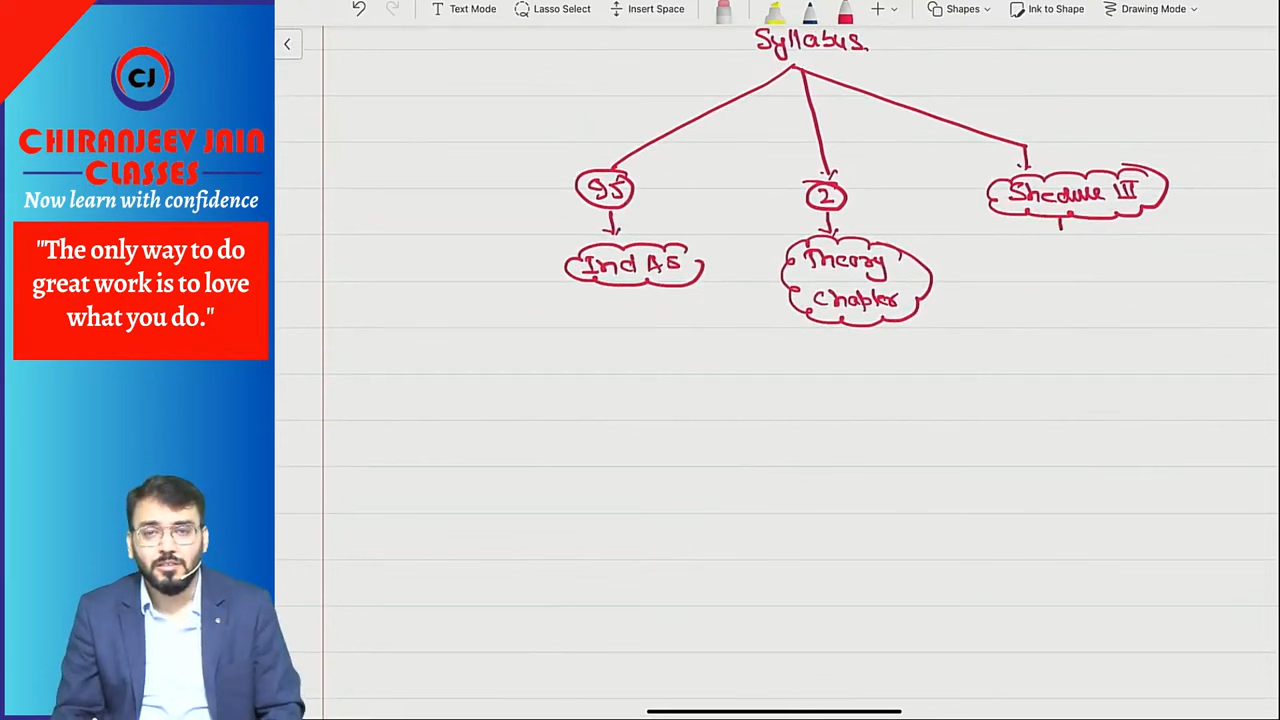 Text Mode
Lasso Select
Insert Space
Shapes
Ink to Shape
Drawing Mode
CJ
CHIRANJEEV JAIN
CLASSES
Now learn with confidence
"The only way to do
great work is to love
what you do."
Syllabus
2
Shedule III
Ind AS
Theory
Chapter